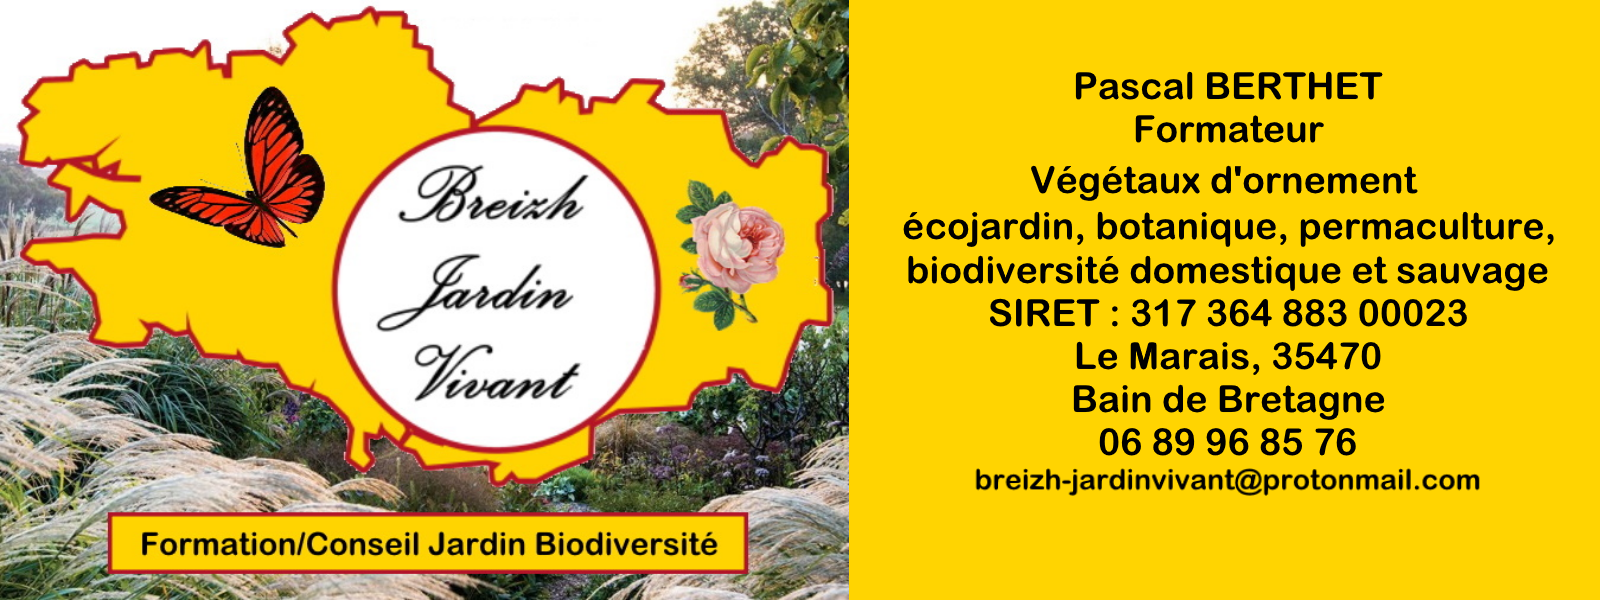 Breizh
Jardin
Vivant
Formation/Conseil Jardin Biodiversité
Pascal BERTHET
Formateur
Végétaux d'ornement
écojardin, botanique, permaculture,
biodiversité domestique et sauvage
SIRET : 317 364 883 00023
Le Marais, 35470
Bain de Bretagne
06 89 96 85 76
breizh-jardinvivant@protonmail.com